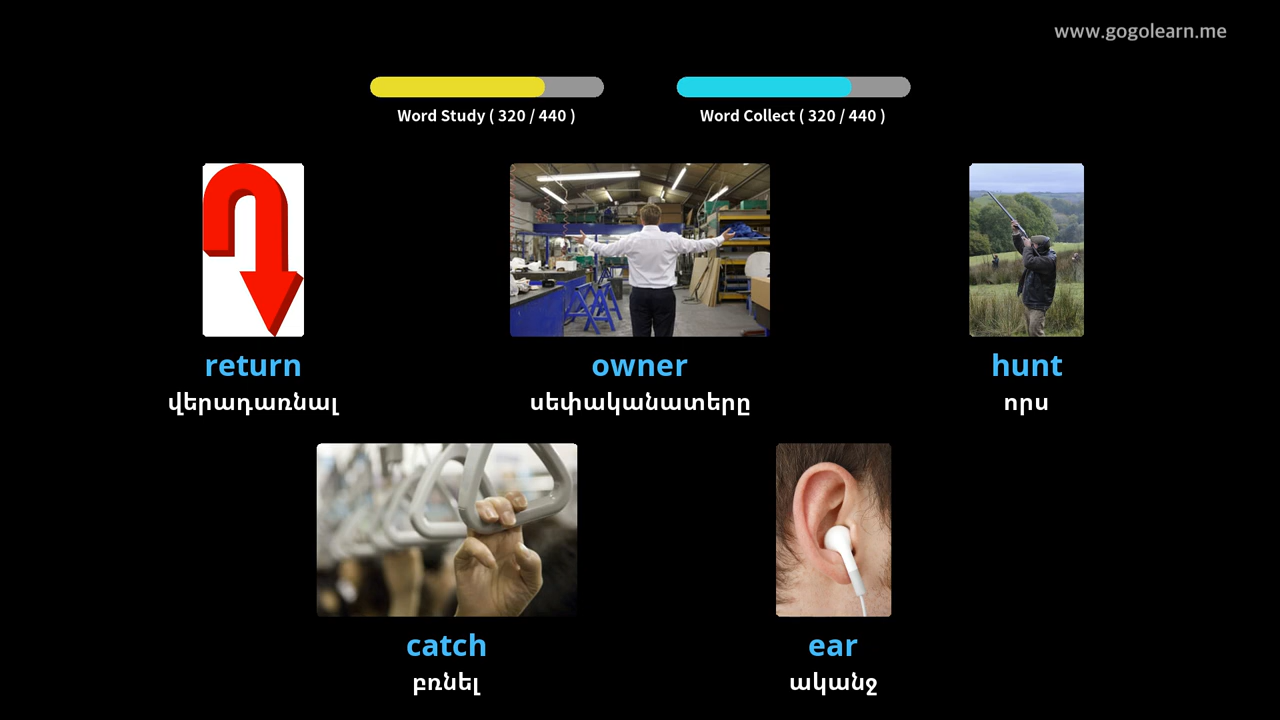 www.gogolearn.me
Word Study ( 320 / 440 )
Word Collect ( 320 / 440 )
return
վերադառնալ
owner
սեփականատերը
hunt
որս
catch
բռնել
ear
ականջ